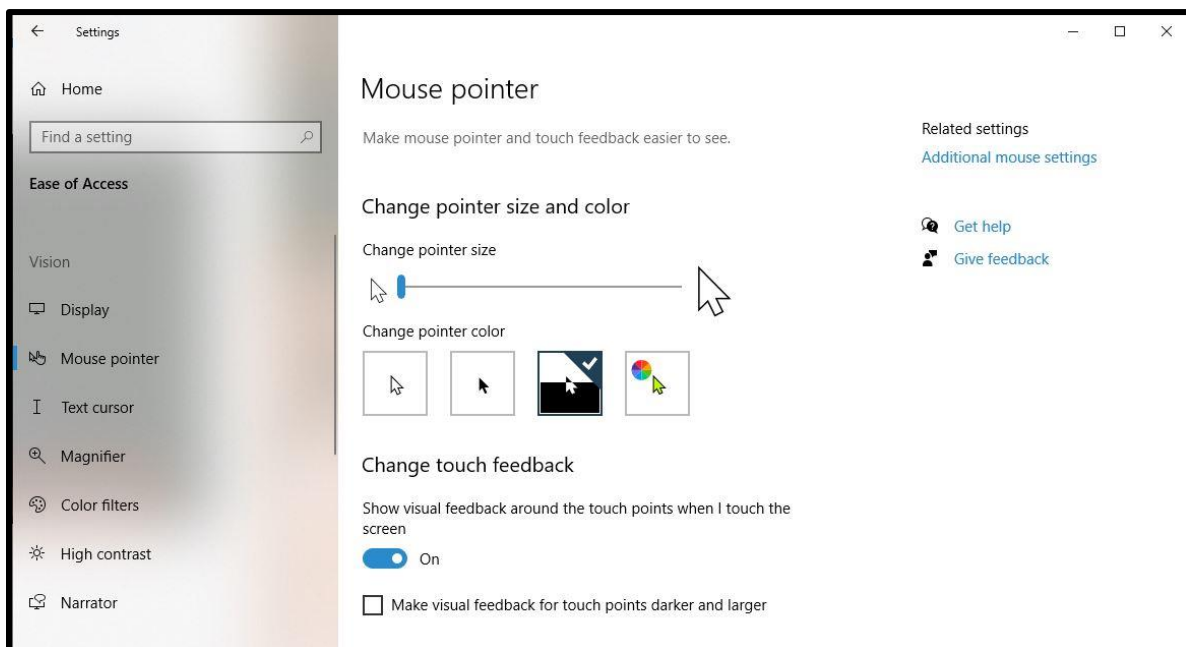 Settings
Home
Find a setting
Ease of Access
Vision
Display
Mouse pointer
Text cursor
Magnifier
Color filters
High contrast
Narrator
Mouse pointer
Make mouse pointer and touch feedback easier to see.
Change pointer size and color
Change pointer size
Change pointer color
Change touch feedback
Show visual feedback around the touch points when I touch the
screen
On
Make visual feedback for touch points darker and larger
Related settings
Additional mouse settings
Get help
Give feedback